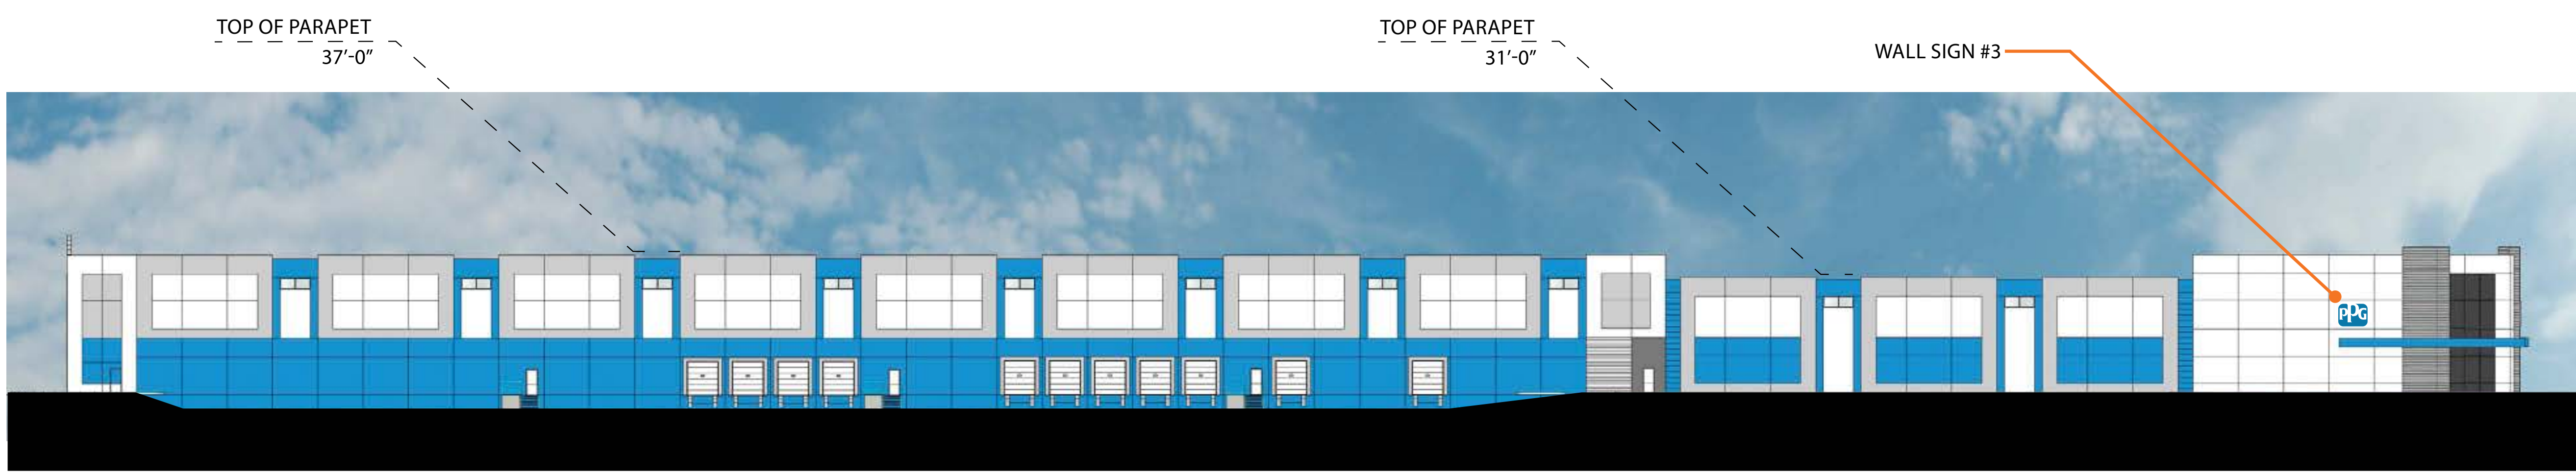 TOP OF PARAPET
37’-0”
TOP OF PARAPET
31’-0”
WALL SIGN #3
PPG